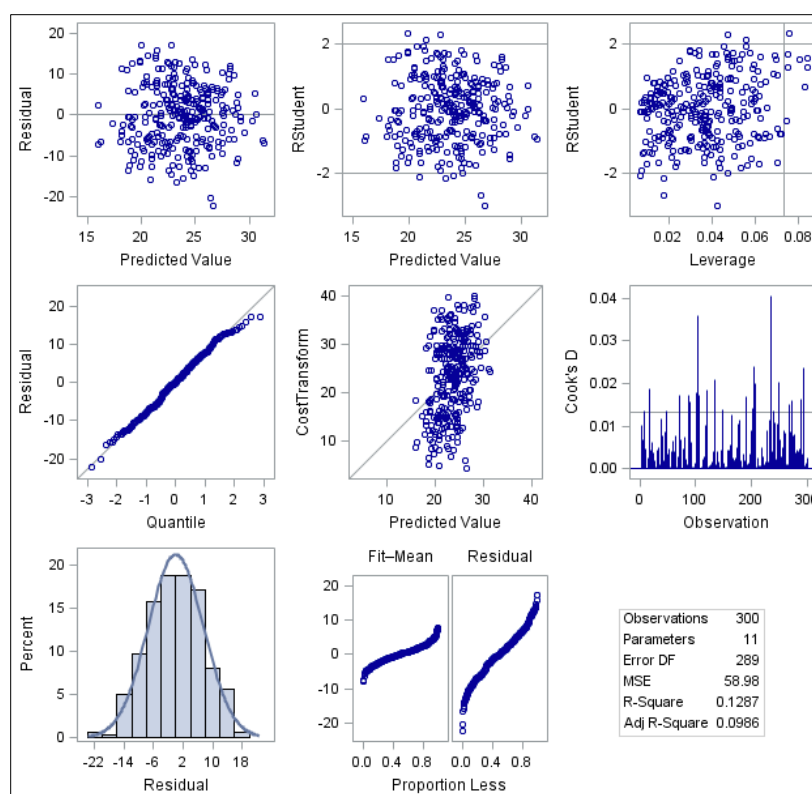 Residual
20
10
0
-10
-20
15 20 25 30
Predicted Value
RStudent
2
0
-2
15 20 25 30
Predicted Value
RStudent
2
0
-2
0.02 0.04 0.06 0.08
Leverage
Residual
20
10
0
-10
-20
-3 -2 -1 0 1 2 3
Quantile
CostTransform
40
30
20
10
10 20 30 40
Predicted Value
Cook's D
0.04
0.03
0.02
0.01
0.00
0 100 200 300
Observation
Percent
20
15
10
5
0
-22 -14 -6 2 10 18
Residual
Fit–Mean Residual
20
10
0
-10
-20
0.0 0.4 0.8 0.0 0.4 0.8
Proportion Less
Observations 300
Parameters 11
Error DF 289
MSE 58.98
R-Square 0.1287
Adj R-Square 0.0986